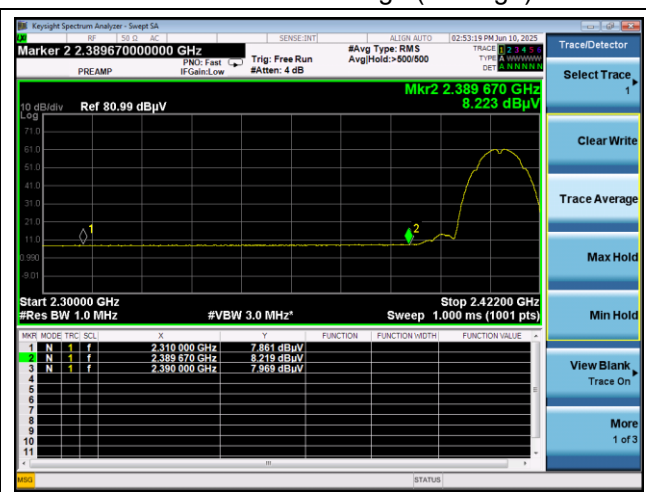 Keysight Spectrum Analyzer - Swept SA
RF 50 Ω AC SENSE:INT ALIGN AUTO 02:53:19 PM Jun 10, 2025
Marker 2 2.389670000000 GHz
PREAMP
PNO: Fast
IFGain:Low
Trig: Free Run
#Atten: 4 dB
#Avg Type: RMS
Avg|Hold:>500/500
TRACE 1 2 3 4 5 6
TYPE A WWWWW
DET A N N N N N
Mkr2 2.389 670 GHz
8.223 dBµV
10 dB/div Ref 80.99 dBµV
Log
71.0
61.0
51.0
41.0
31.0
21.0
11.0
0.990
-9.01
1
2
Start 2.30000 GHz Stop 2.42200 GHz
#Res BW 1.0 MHz #VBW 3.0 MHz* Sweep 1.000 ms (1001 pts)
MKR MODE TRC SCL X Y FUNCTION FUNCTION WIDTH FUNCTION VALUE
1 N 1 f 2.310 000 GHz 7.861 dBµV
2 N 1 f 2.389 670 GHz 8.219 dBµV
3 N 1 f 2.390 000 GHz 7.969 dBµV
4
5
6
7
8
9
10
11
MSG STATUS
Trace/Detector
Select Trace
1
Clear Write
Trace Average
Max Hold
Min Hold
View Blank
Trace On
More
1 of 3